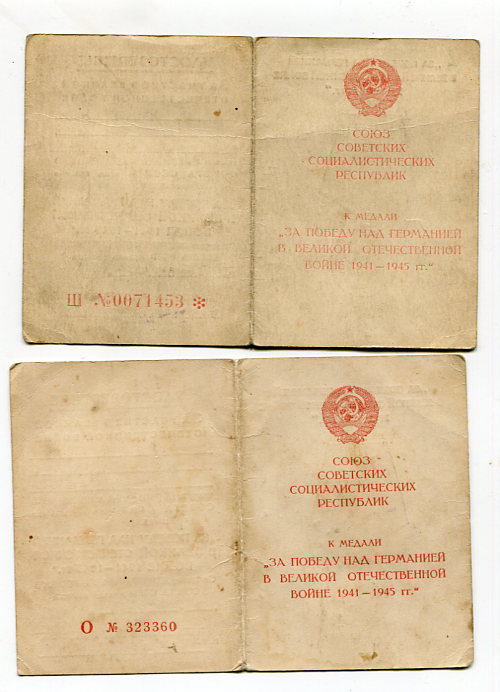 СОЮЗ
СОВЕТСКИХ
СОЦИАЛИСТИЧЕСКИХ
РЕСПУБЛИК
К МЕДАЛИ
„ЗА ПОБЕДУ НАД ГЕРМАНИЕЙ
В ВЕЛИКОЙ ОТЕЧЕСТВЕННОЙ
ВОЙНЕ 1941—1945 гг.“
Ш №0071453 ✻
СОЮЗ
СОВЕТСКИХ
СОЦИАЛИСТИЧЕСКИХ
РЕСПУБЛИК
К МЕДАЛИ
„ЗА ПОБЕДУ НАД ГЕРМАНИЕЙ
В ВЕЛИКОЙ ОТЕЧЕСТВЕННОЙ
ВОЙНЕ 1941—1945 гг.“
О № 323360